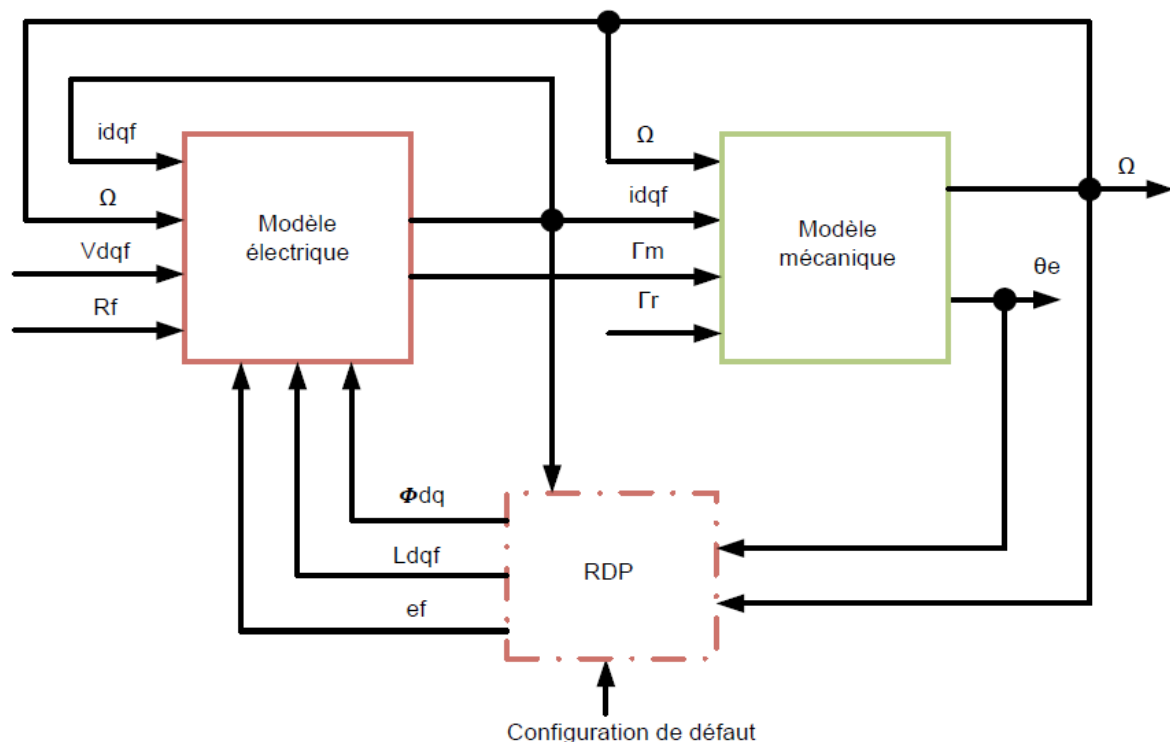 idqf
Ω
Vdqf
Rf
Modèle
électrique
Ω
idqf
Γm
Γr
Modèle
mécanique
Ω
θe
Φdq
Ldqf
ef
RDP
Configuration de défaut